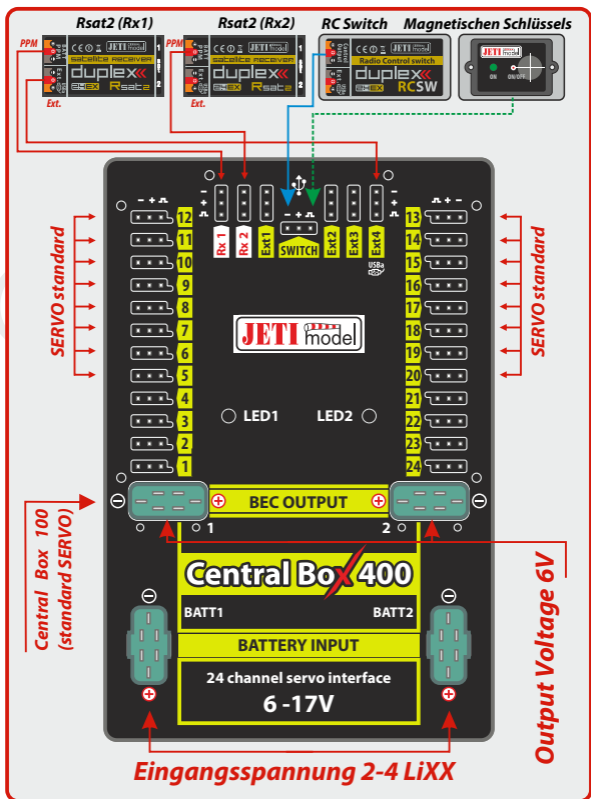 Rsat2 (Rx1)
Rsat2 (Rx2)
RC Switch
Magnetischen Schlüssels
PPM
Ext.
JETI model
satellite receiver
duplex
EX Rsat2
1
2
PPM
Ext.
JETI model
satellite receiver
duplex
EX Rsat2
1
2
JETI model
Radio Control switch
duplex
EX RCSW
JETI model
ON
ON/OFF
- +
- +
- +
- +
- +
Rx 1
Rx 2
Ext1
SWITCH
Ext2
Ext3
Ext4
USBa
SERVO standard
12
11
10
9
8
7
6
5
4
3
2
1
13
14
15
16
17
18
19
20
21
22
23
24
SERVO standard
JETI model
LED1
LED2
BEC OUTPUT
1
2
Central Box 100
(standard SERVO)
Central Box 400
BATT1
BATT2
BATTERY INPUT
24 channel servo interface
6 -17V
Output Voltage 6V
Eingangsspannung 2-4 LiXX